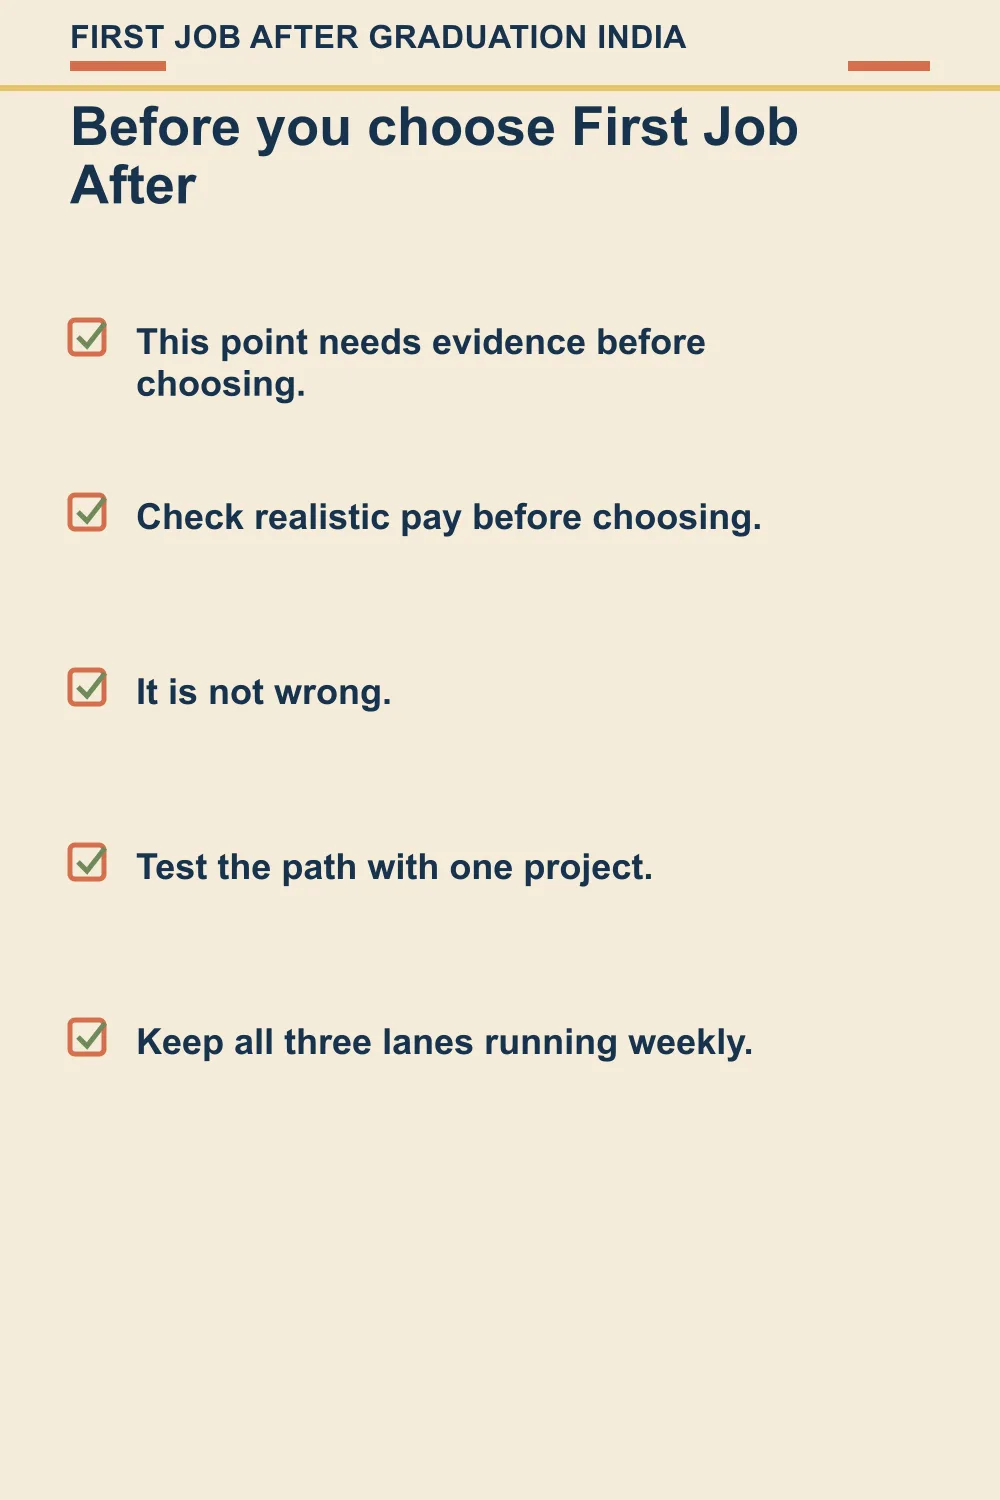 FIRST JOB AFTER GRADUATION INDIA
Before you choose First Job
After
This point needs evidence before
choosing.
Check realistic pay before choosing.
It is not wrong.
Test the path with one project.
Keep all three lanes running weekly.